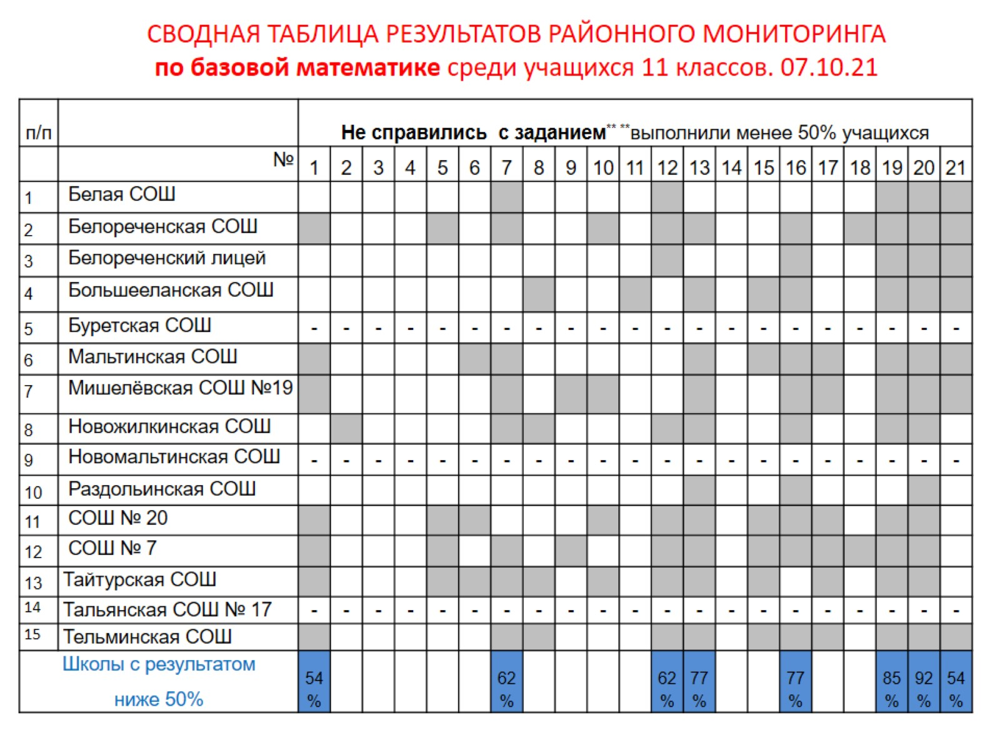 СВОДНАЯ ТАБЛИЦА РЕЗУЛЬТАТОВ РАЙОННОГО МОНИТОРИНГА
по базовой математике среди учащихся 11 классов. 07.10.21
п/п Не справились с заданием** **выполнили менее 50% учащихся
№ 1 2 3 4 5 6 7 8 9 10 11 12 13 14 15 16 17 18 19 20 21
1 Белая СОШ
2 Белореченская СОШ
3 Белореченский лицей
4 Большееланская СОШ
5 Буретская СОШ - - - - - - - - - - - - - - - - - - - - -
6 Мальтинская СОШ
7 Мишелёвская СОШ №19
8 Новожилкинская СОШ
9 Новомальтинская СОШ - - - - - - - - - - - - - - - - - - - - -
10 Раздольинская СОШ
11 СОШ № 20
12 СОШ № 7
13 Тайтурская СОШ
14 Тальянская СОШ № 17 - - - - - - - - - - - - - - - - - - - - -
15 Тельминская СОШ
Школы с результатом
ниже 50%
54 % 62 % 62 % 77 % 77 % 85 % 92 % 54 %